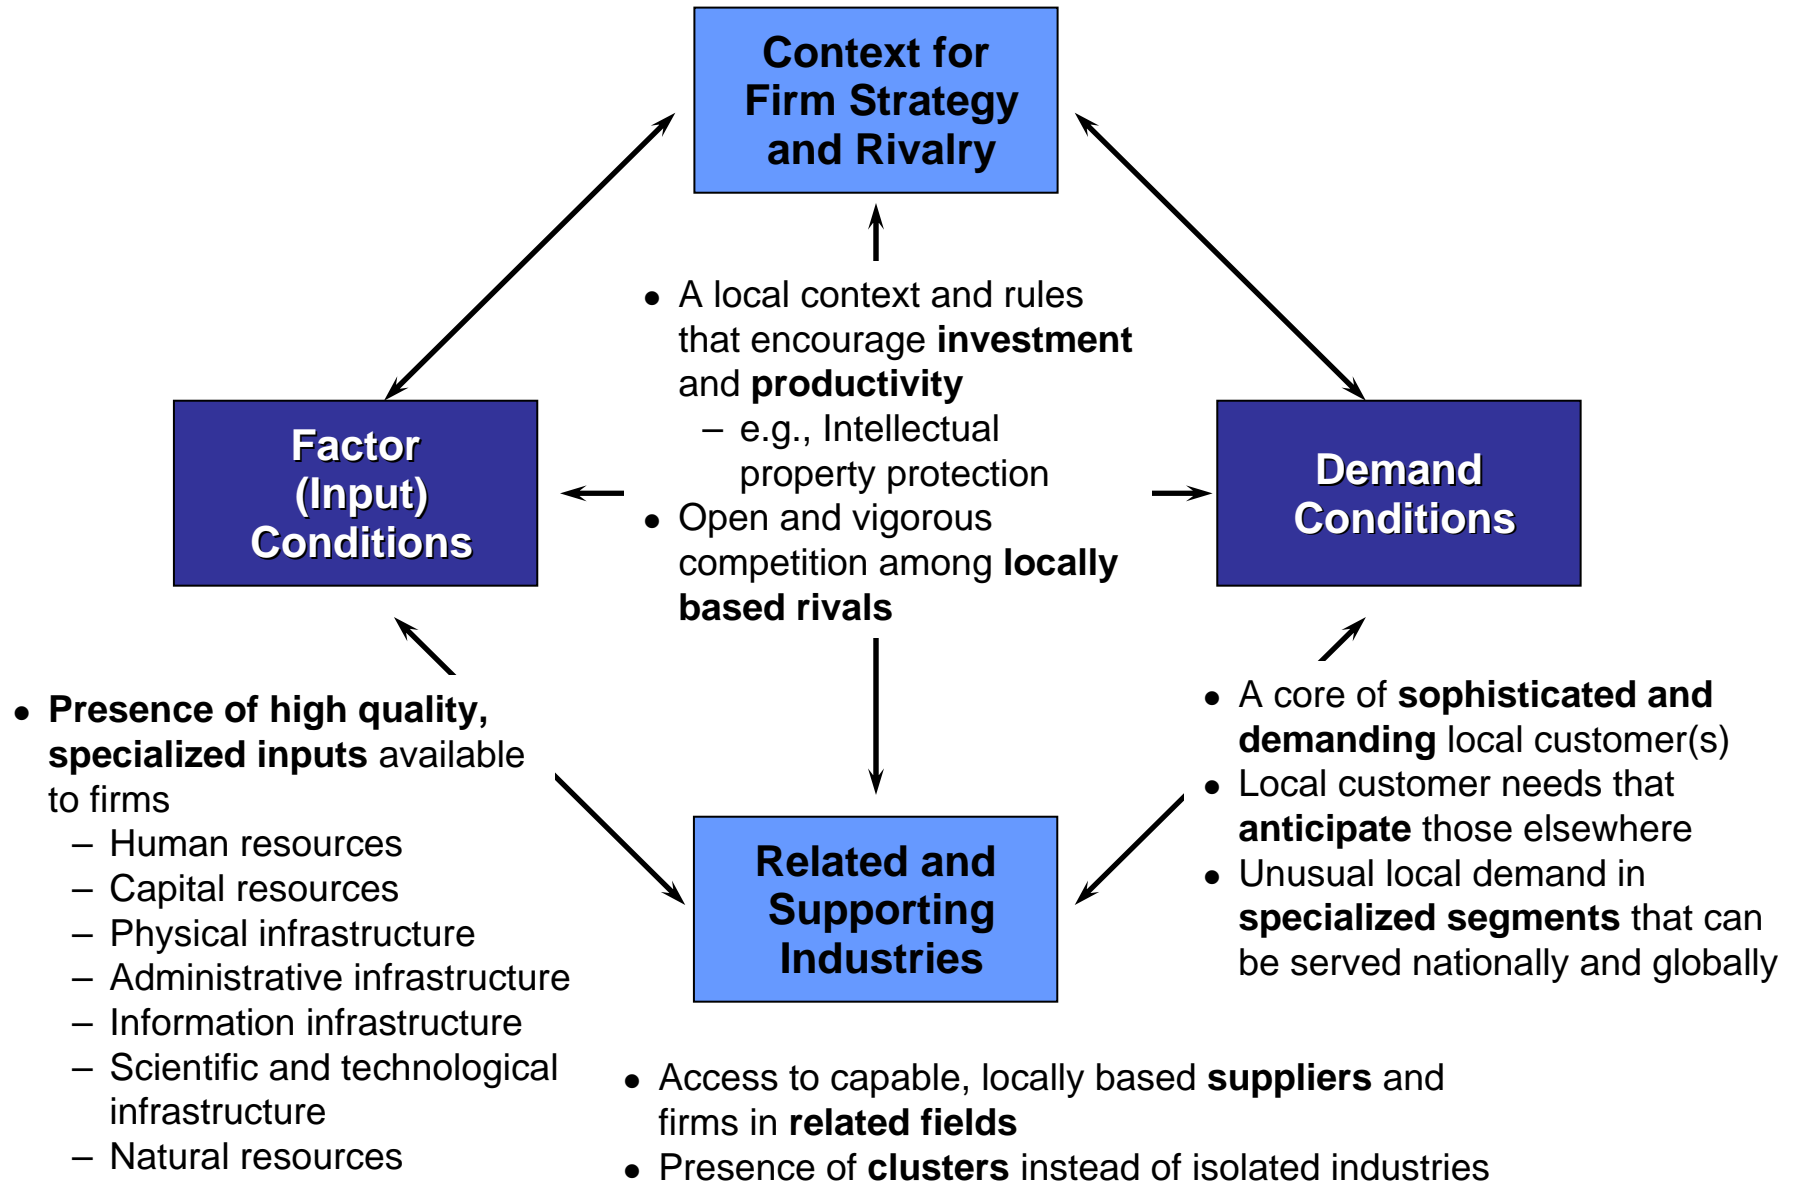 Context for
Firm Strategy
and Rivalry
● A local context and rules
that encourage investment
and productivity
– e.g., Intellectual
property protection
● Open and vigorous
competition among locally
based rivals
Factor
(Input)
Conditions
Demand
Conditions
● Presence of high quality,
specialized inputs available
to firms
– Human resources
– Capital resources
– Physical infrastructure
– Administrative infrastructure
– Information infrastructure
– Scientific and technological
infrastructure
– Natural resources
● A core of sophisticated and
demanding local customer(s)
● Local customer needs that
anticipate those elsewhere
● Unusual local demand in
specialized segments that can
be served nationally and globally
Related and
Supporting
Industries
● Access to capable, locally based suppliers and
firms in related fields
● Presence of clusters instead of isolated industries